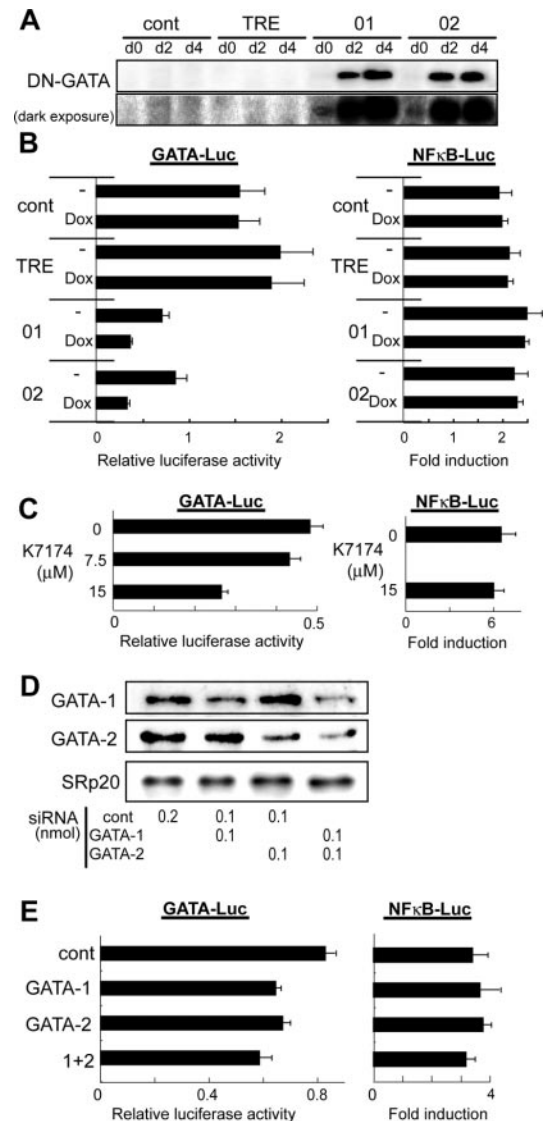 A
cont TRE 01 02
d0 d2 d4 d0 d2 d4 d0 d2 d4 d0 d2 d4
DN-GATA
(dark exposure)
B
GATA-Luc NFκB-Luc
cont - Dox cont - Dox
TRE - Dox TRE - Dox
01 - Dox 01 - Dox
02 - Dox 02 - Dox
0 1 2 0 1 2
Relative luciferase activity Fold induction
C
GATA-Luc NFκB-Luc
0 0
K7174 7.5 K7174
(μM) (μM)
15 15
0 0.5 0 6
Relative luciferase activity Fold induction
D
GATA-1
GATA-2
SRp20
siRNA cont 0.2 0.1 0.1
(nmol) GATA-1 0.1 0.1
GATA-2 0.1 0.1
E
GATA-Luc NFκB-Luc
cont
GATA-1
GATA-2
1+2
0 0.4 0.8 0 4
Relative luciferase activity Fold induction